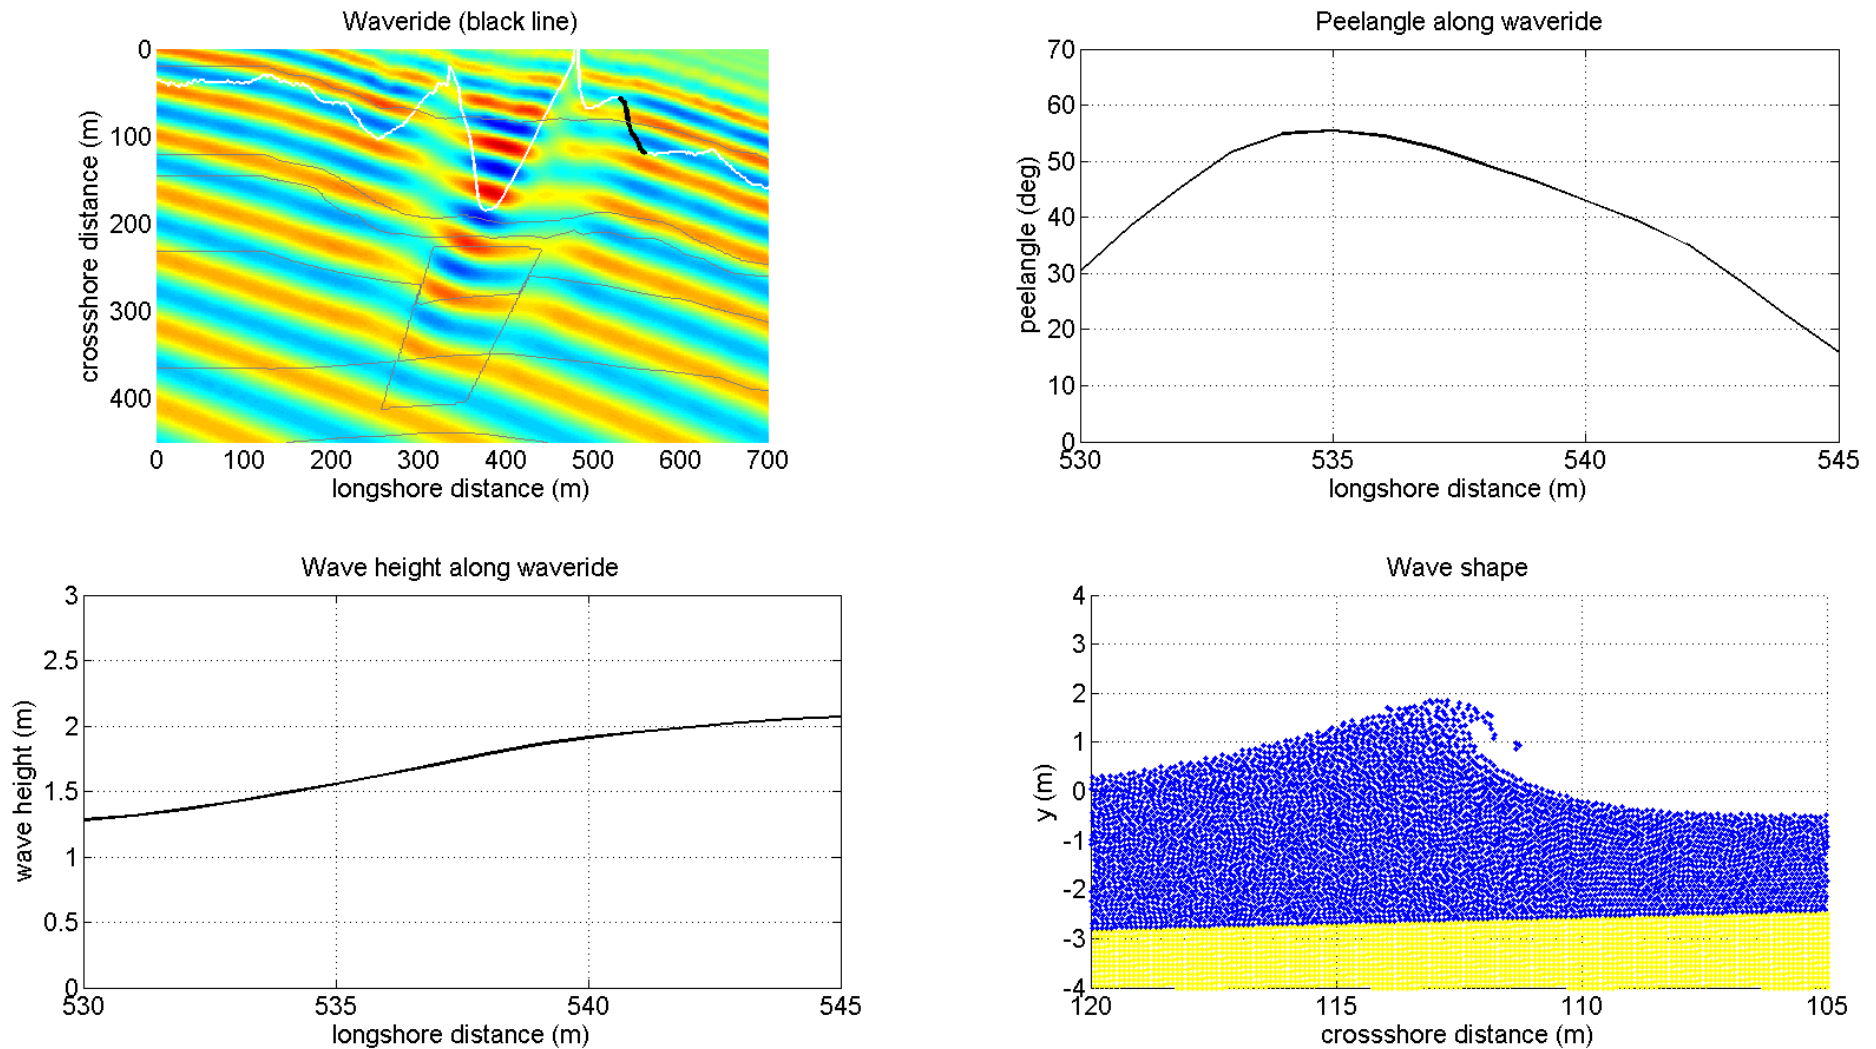 Waveride (black line)
0
100
200
300
400
crossshore distance (m)
0 100 200 300 400 500 600 700
longshore distance (m)
Peelangle along waveride
70
60
50
40
30
20
10
0
peelangle (deg)
530 535 540 545
longshore distance (m)
Wave height along waveride
3
2.5
2
1.5
1
0.5
0
wave height (m)
530 535 540 545
longshore distance (m)
Wave shape
4
3
2
1
0
-1
-2
-3
-4
y (m)
120 115 110 105
crossshore distance (m)